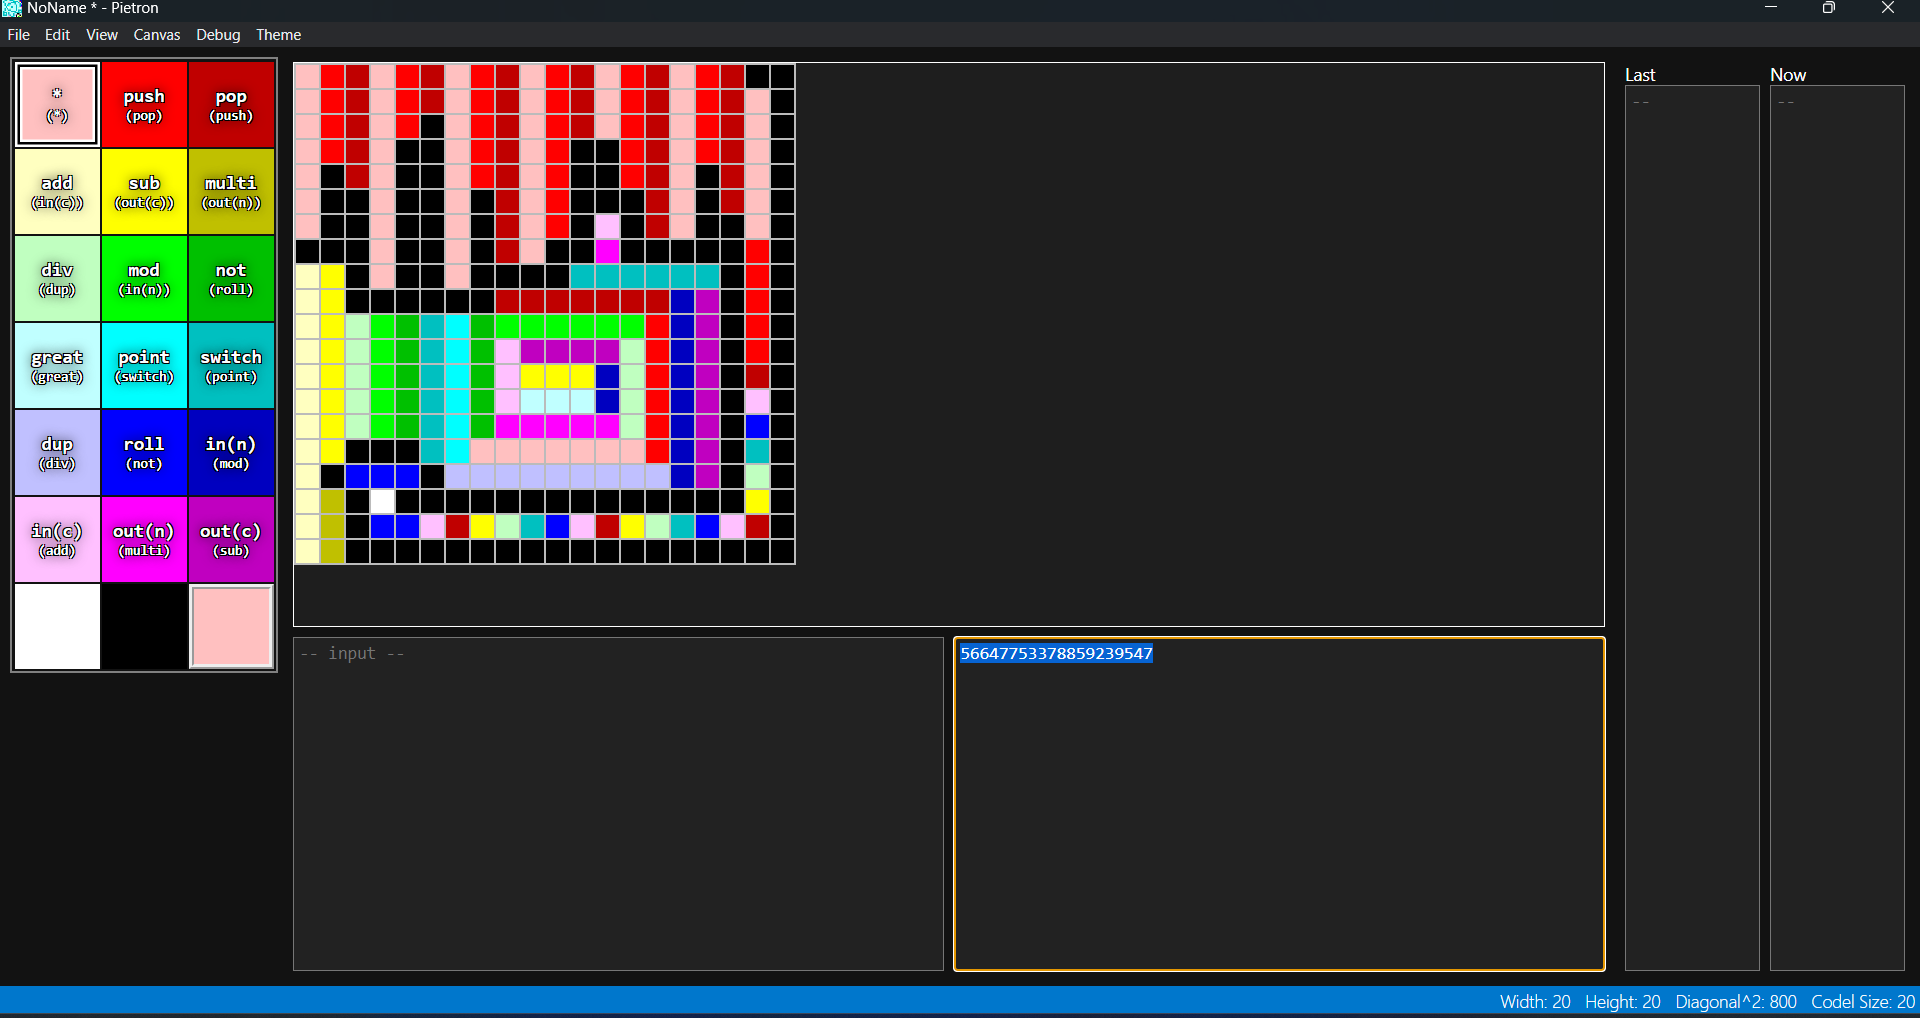 NoName * - Pietron
File Edit View Canvas Debug Theme
* push pop
(*) (pop) (push)
add sub multi
(in(c)) (out(c)) (out(n))
div mod not
(dup) (in(n)) (roll)
great point switch
(great) (switch) (point)
dup roll in(n)
(div) (not) (mod)
in(c) out(n) out(c)
(add) (multi) (sub)
-- input --
56647753378859239547
Last Now
-- --
Width: 20 Height: 20 Diagonal^2: 800 Codel Size: 20